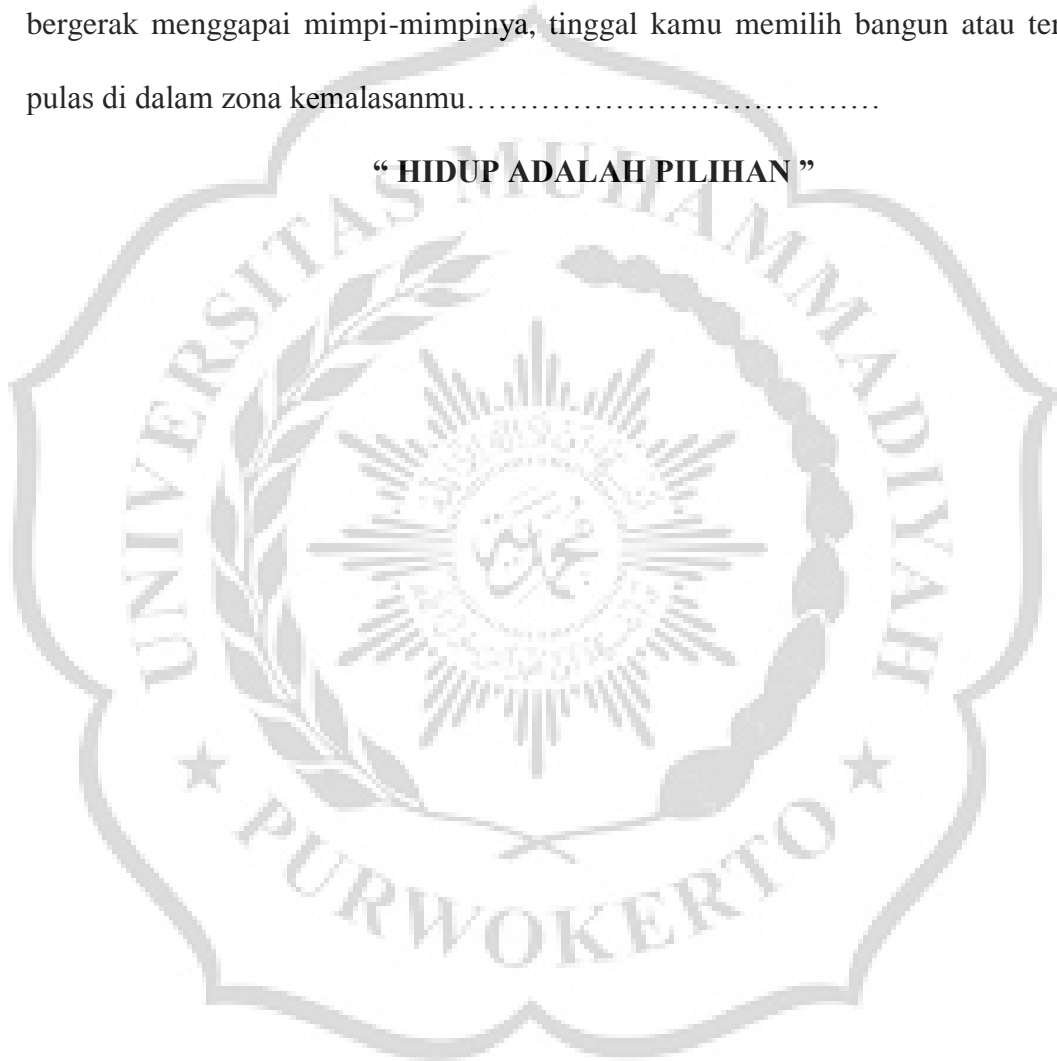 bergerak menggapai mimpi-mimpinya, tinggal kamu memilih bangun atau ter
pulas di dalam zona kemalasanmu…………………………………
“ HIDUP ADALAH PILIHAN ”
UNIVERSITAS MUHAMMADIYAH
PURWOKERTO